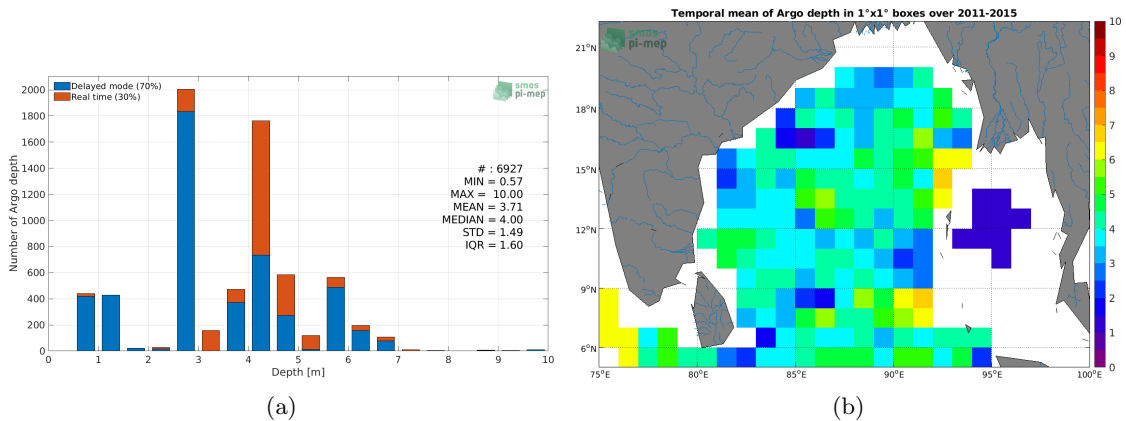 Temporal mean of Argo depth in 1°x1° boxes over 2011-2015
smos
pi-mep
Delayed mode (70%)
Real time (30%)
smos
pi-mep
# : 6927
MIN = 0.57
MAX = 10.00
MEAN = 3.71
MEDIAN = 4.00
STD = 1.49
IQR = 1.60
Number of Argo depth
2000
1800
1600
1400
1200
1000
800
600
400
200
0
0 1 2 3 4 5 6 7 8 9 10
Depth [m]
21°N
18°N
15°N
12°N
9°N
6°N
75°E 80°E 85°E 90°E 95°E 100°E
10
9
8
7
6
5
4
3
2
1
0
(a)
(b)